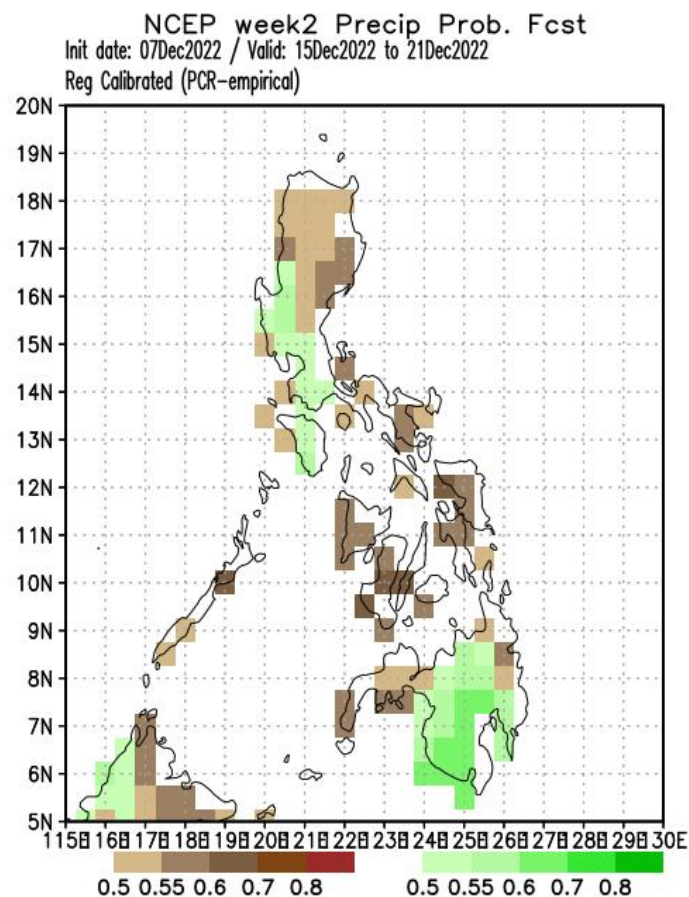 NCEP week2 Precip Prob. Fcst
Init date: 07Dec2022 / Valid: 15Dec2022 to 21Dec2022
Reg Calibrated (PCR-empirical)
20N
19N
18N
17N
16N
15N
14N
13N
12N
11N
10N
9N
8N
7N
6N
5N
115E 116E 117E 118E 119E 120E 121E 122E 123E 124E 125E 126E 127E 128E 129E 130E
0.5 0.55 0.6 0.7 0.8 0.5 0.55 0.6 0.7 0.8